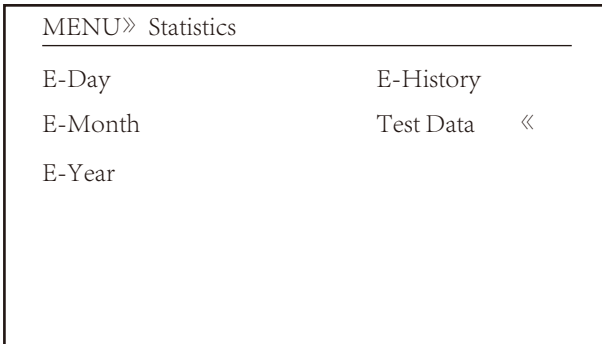 MENU» Statistics
E-Day E-History
E-Month Test Data «
E-Year